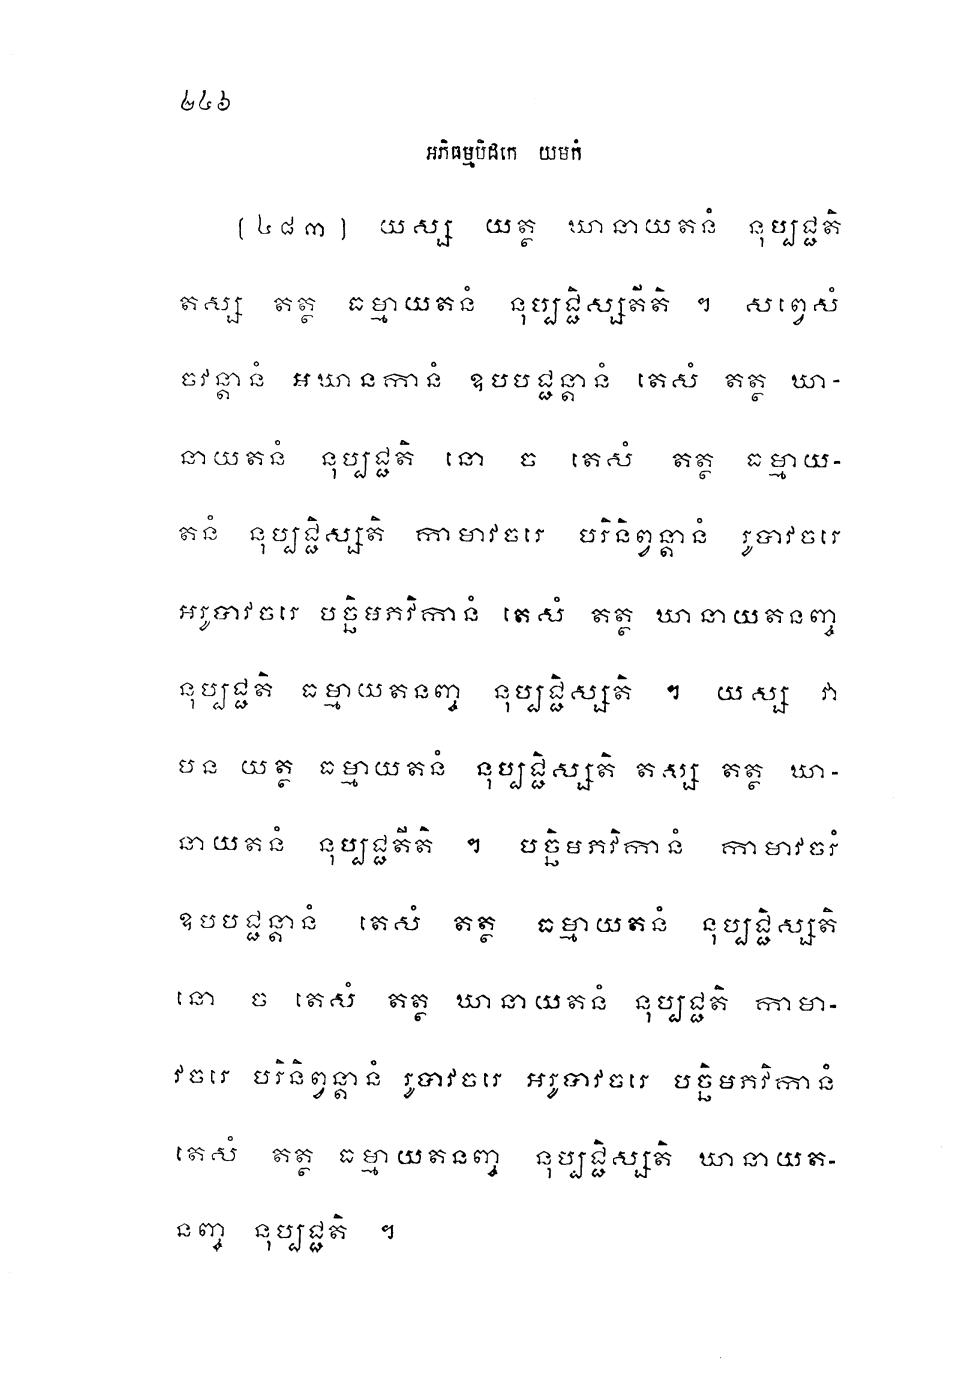 ២៤៦
អភិធម្មបិដកេ យមកំ
(៤៨៣) យស្ស យត្ថ ឃានាយតនំ នុប្បជ្ជតិ
តស្ស តត្ថ ធម្មាយតនំ នុប្បជ្ជិស្សតីតិ ។ សព្វេសំ
ចវន្តានំ អឃានកានំ ឧបបជ្ជន្តានំ តេសំ តត្ថ ឃា-
នាយតនំ នុប្បជ្ជតិ នោ ច តេសំ តត្ថ ធម្មាយ-
តនំ នុប្បជ្ជិស្សតិ កាមាវចរេ បរិនិព្វន្តានំ រូបាវចរេ
អរូបាវចរេ បច្ឆិមភវិកានំ តេសំ តត្ថ ឃានាយតនញ្ច
នុប្បជ្ជតិ ធម្មាយតនញ្ច នុប្បជ្ជិស្សតិ ។ យស្ស វា
បន យត្ថ ធម្មាយតនំ នុប្បជ្ជិស្សតិ តស្ស តត្ថ ឃា-
នាយតនំ នុប្បជ្ជតីតិ ។ បច្ឆិមភវិកានំ កាមាវចរំ
ឧបបជ្ជន្តានំ តេសំ តត្ថ ធម្មាយតនំ នុប្បជ្ជិស្សតិ
នោ ច តេសំ តត្ថ ឃានាយតនំ នុប្បជ្ជតិ កាមា-
វចរេ បរិនិព្វន្តានំ រូបាវចរេ អរូបាវចរេ បច្ឆិមភវិកានំ
តេសំ តត្ថ ធម្មាយតនញ្ច នុប្បជ្ជិស្សតិ ឃានាយត-
នញ្ច នុប្បជ្ជតិ ។